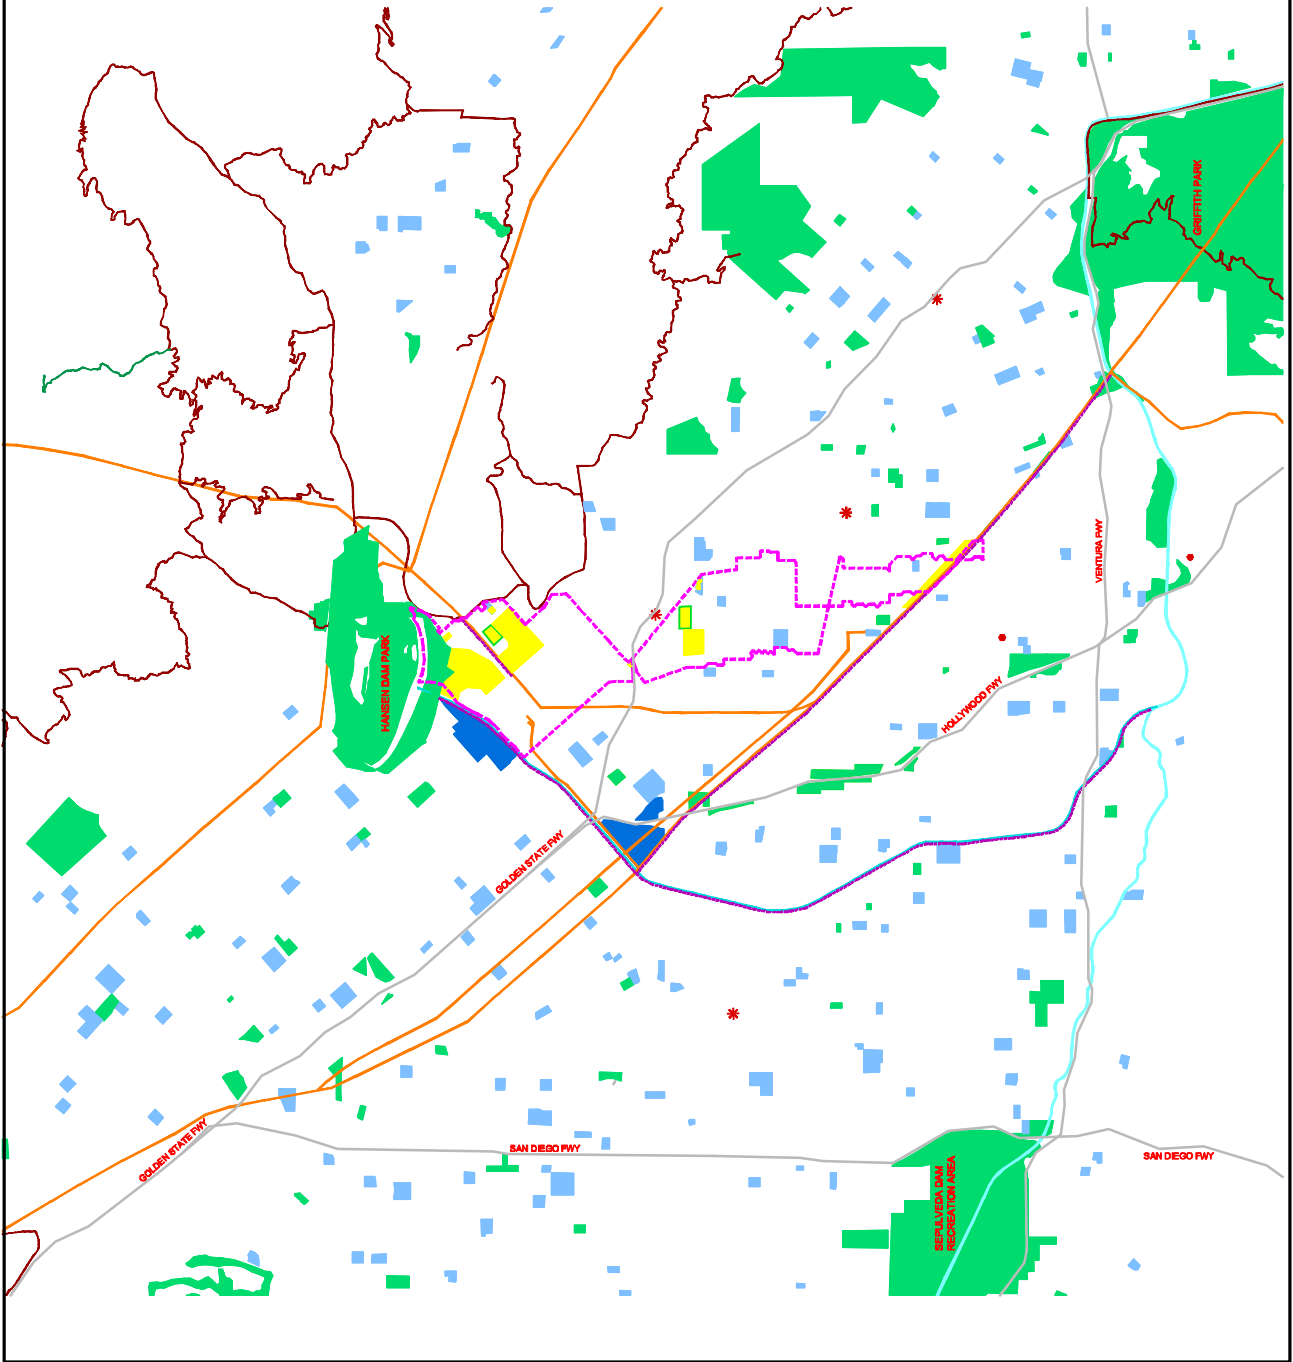 GRIFFITH PARK
VENTURA FWY
HANSEN DAM PARK
HOLLYWOOD FWY
GOLDEN STATE FWY
GOLDEN STATE FWY
SAN DIEGO FWY
SAN DIEGO FWY
SEPULVEDA DAM
RECREATION AREA